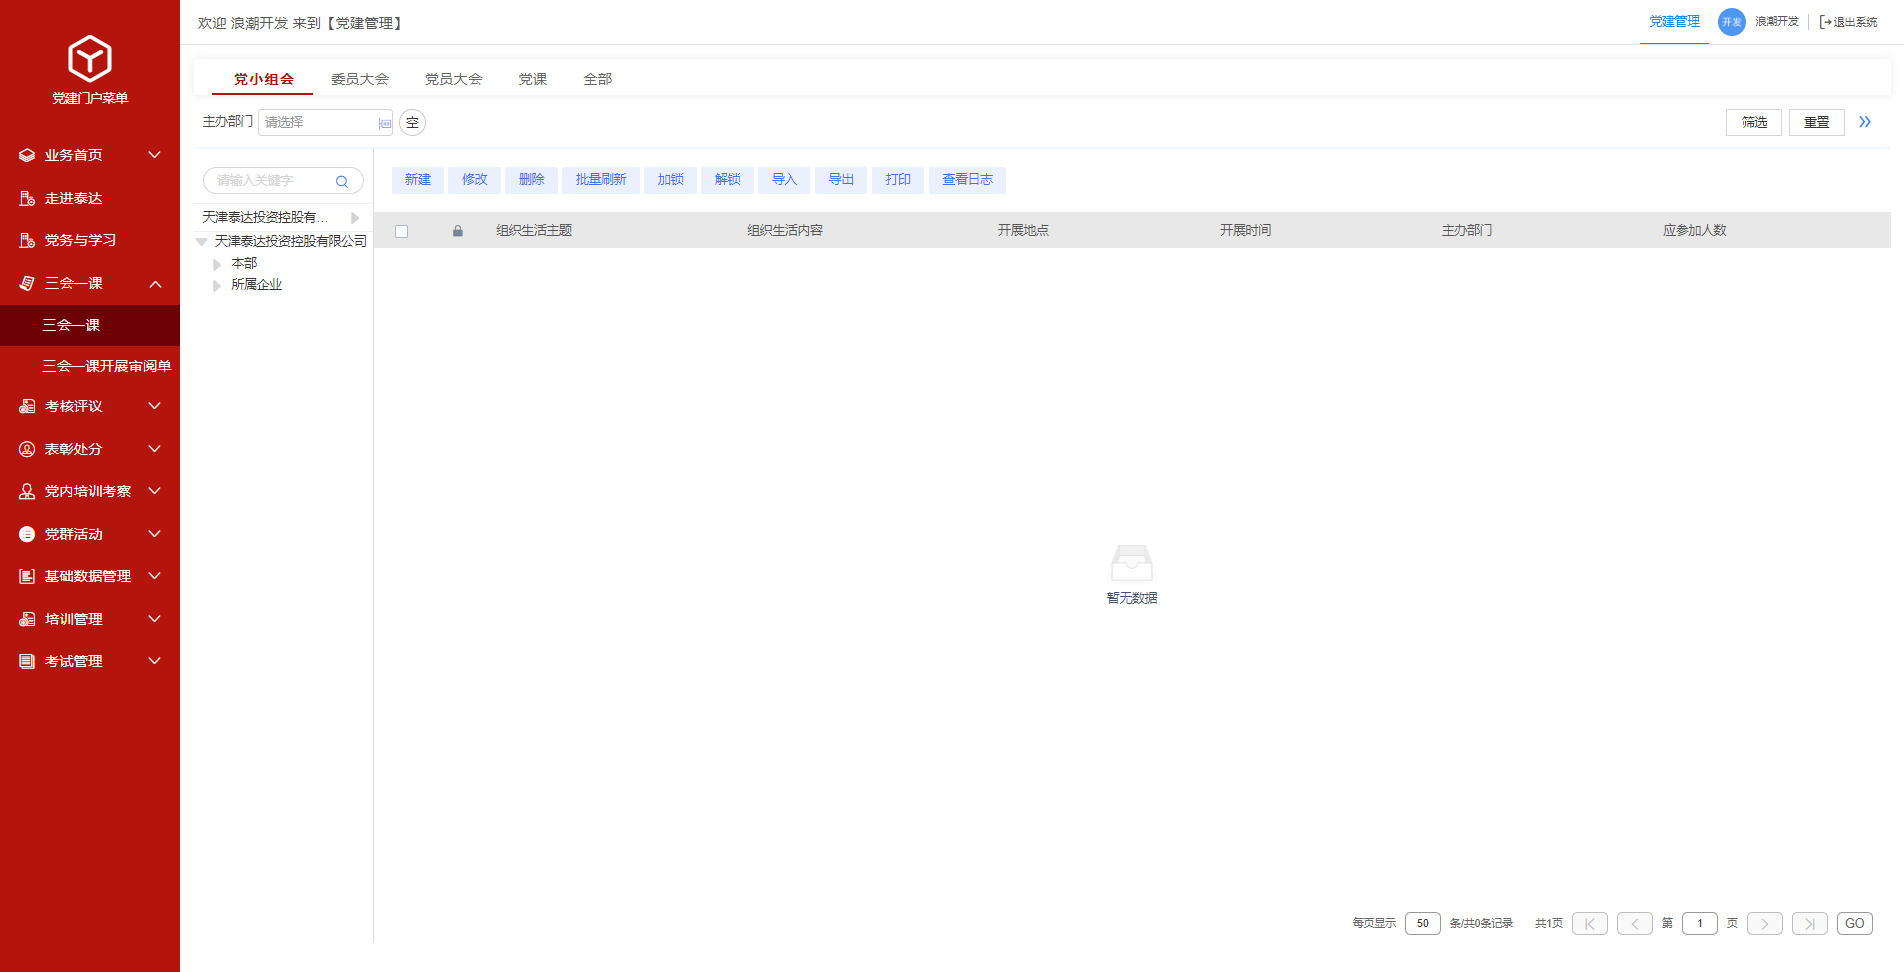 欢迎 浪潮开发 来到【党建管理】
党建管理
开发
浪潮开发
退出系统
党建门户菜单
业务首页
走进泰达
党务与学习
三会一课
三会一课
三会一课开展审阅单
考核评议
表彰处分
党内培训考察
党群活动
基础数据管理
培训管理
考试管理
党小组会 委员大会 党员大会 党课 全部
主办部门 请选择 空 筛选 重置
请输入关键字
天津泰达投资控股有...
天津泰达投资控股有限公司
本部
所属企业
新建 修改 删除 批量刷新 加锁 解锁 导入 导出 打印 查看日志
组织生活主题 组织生活内容 开展地点 开展时间 主办部门 应参加人数
暂无数据
每页显示 50 条/共0条记录 共1页 第 1 页 GO